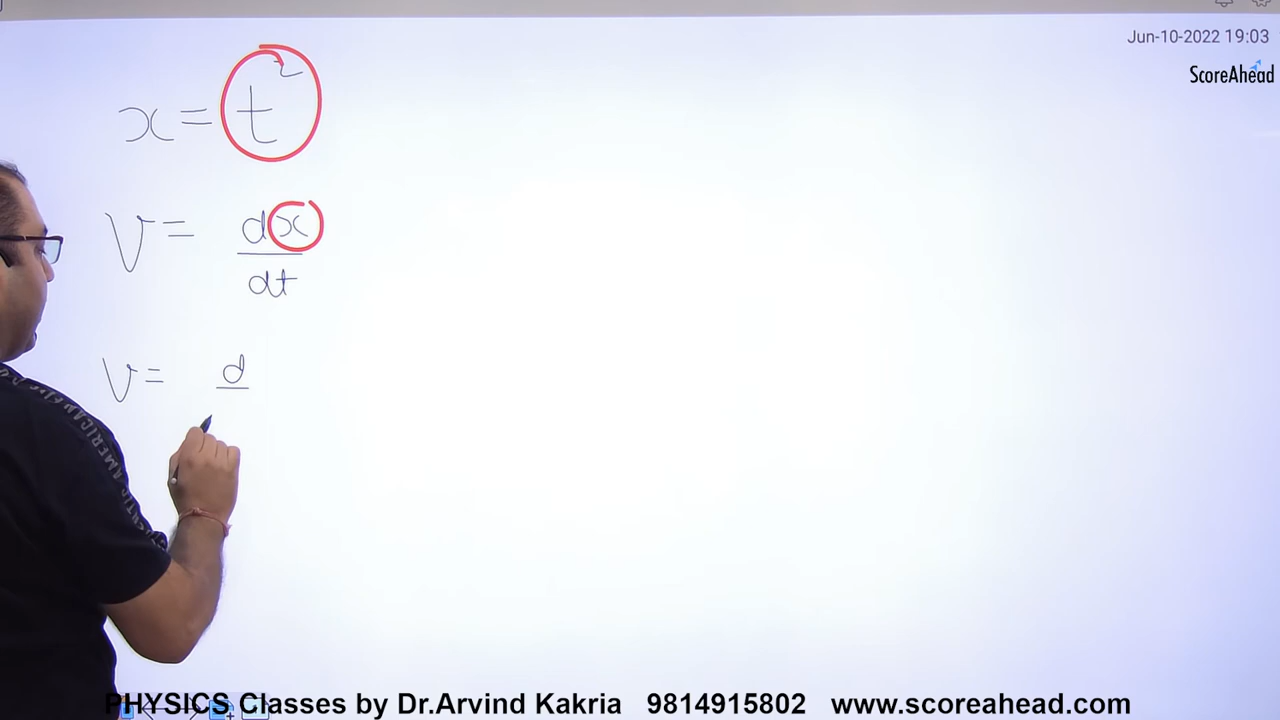 Jun-10-2022 19:03
ScoreAhead
x = t²
V = dx/dt
V = d
PHYSICS Classes by Dr.Arvind Kakria 9814915802 www.scoreahead.com